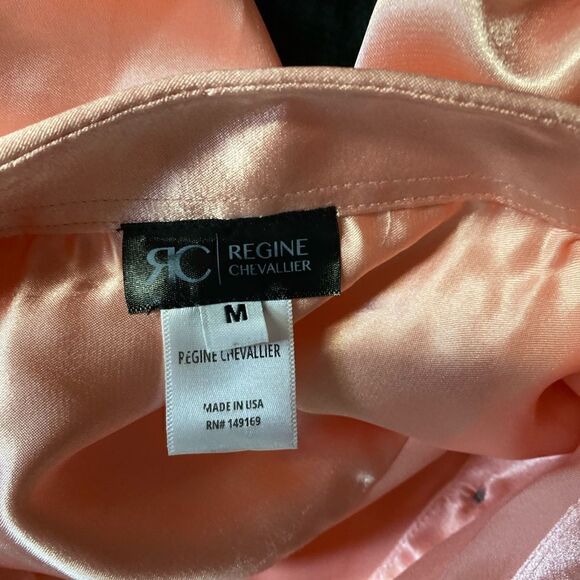 RC REGINE
CHEVALLIER
M
REGINE CHEVALLIER
MADE IN USA
RN# 149169